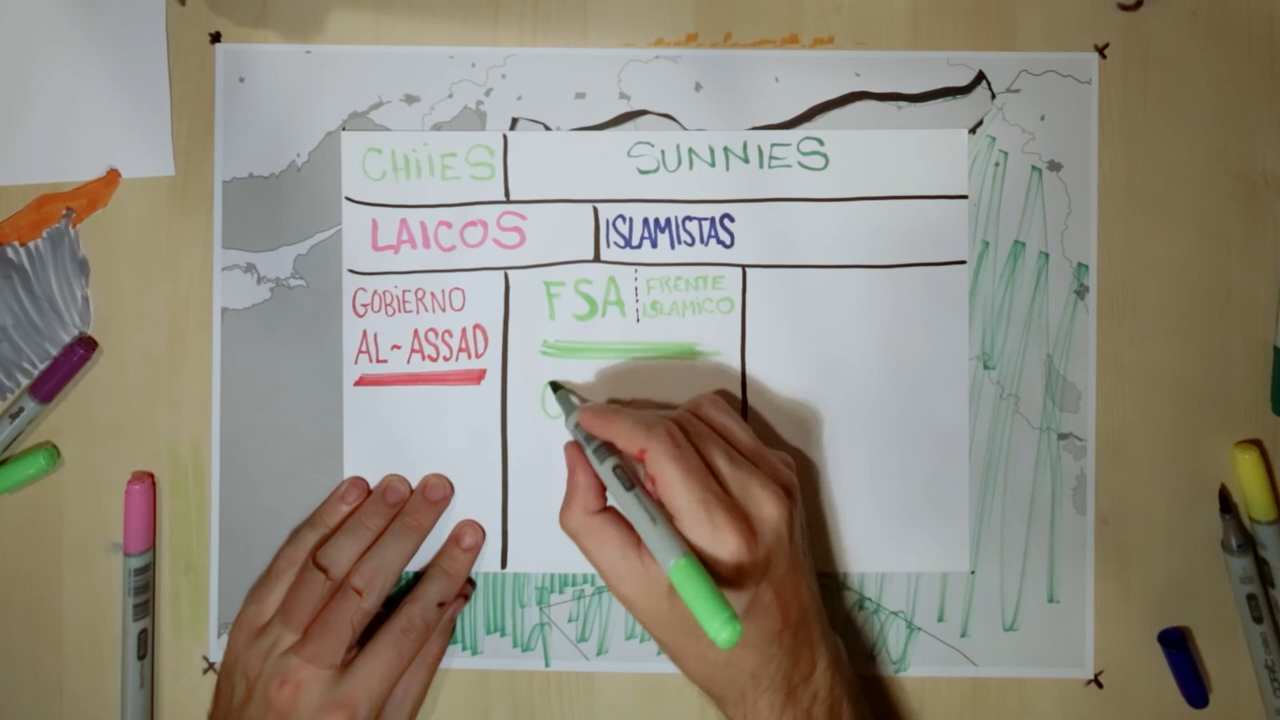 CHiiES
SUNNiES
LAiCOS
ISLAMISTAS
GOBiERNO
AL~ASSAD
FSA
FRENTE
iSLAMiCO